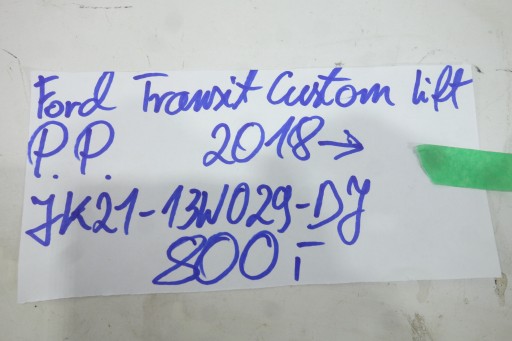 Ford Transit Custom lift
P.P. 2018→
JK21-13W029-DJ
800,-